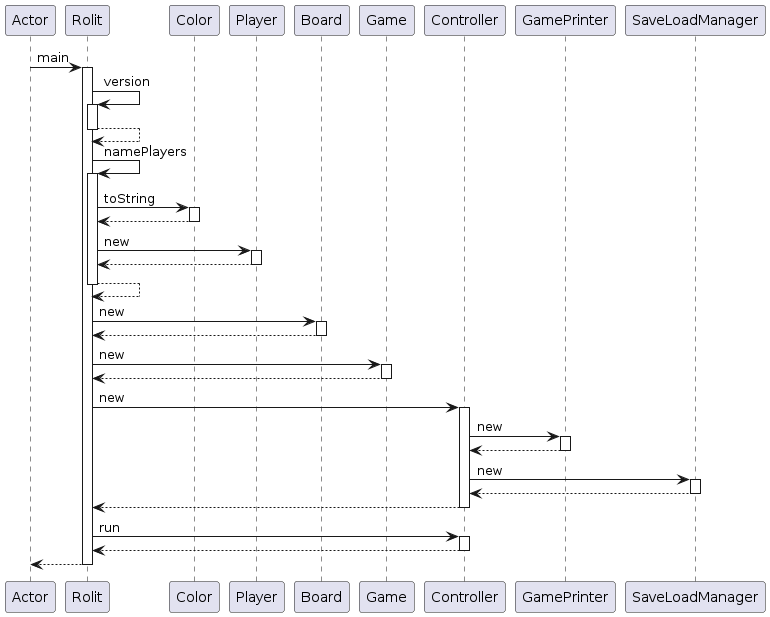 Actor Rolit Color Player Board Game Controller GamePrinter SaveLoadManager
main
version
namePlayers
toString
new
new
new
new
new
new
run
Actor Rolit Color Player Board Game Controller GamePrinter SaveLoadManager